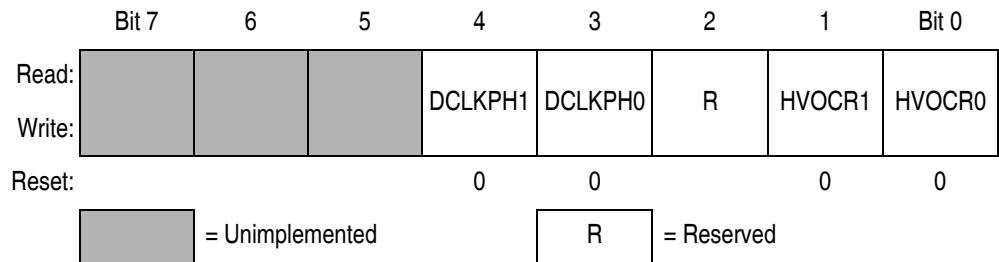 Bit 7 6 5 4 3 2 1 Bit 0
Read:
DCLKPH1 DCLKPH0 R HVOCR1 HVOCR0
Write:
Reset: 0 0 0 0
= Unimplemented R = Reserved